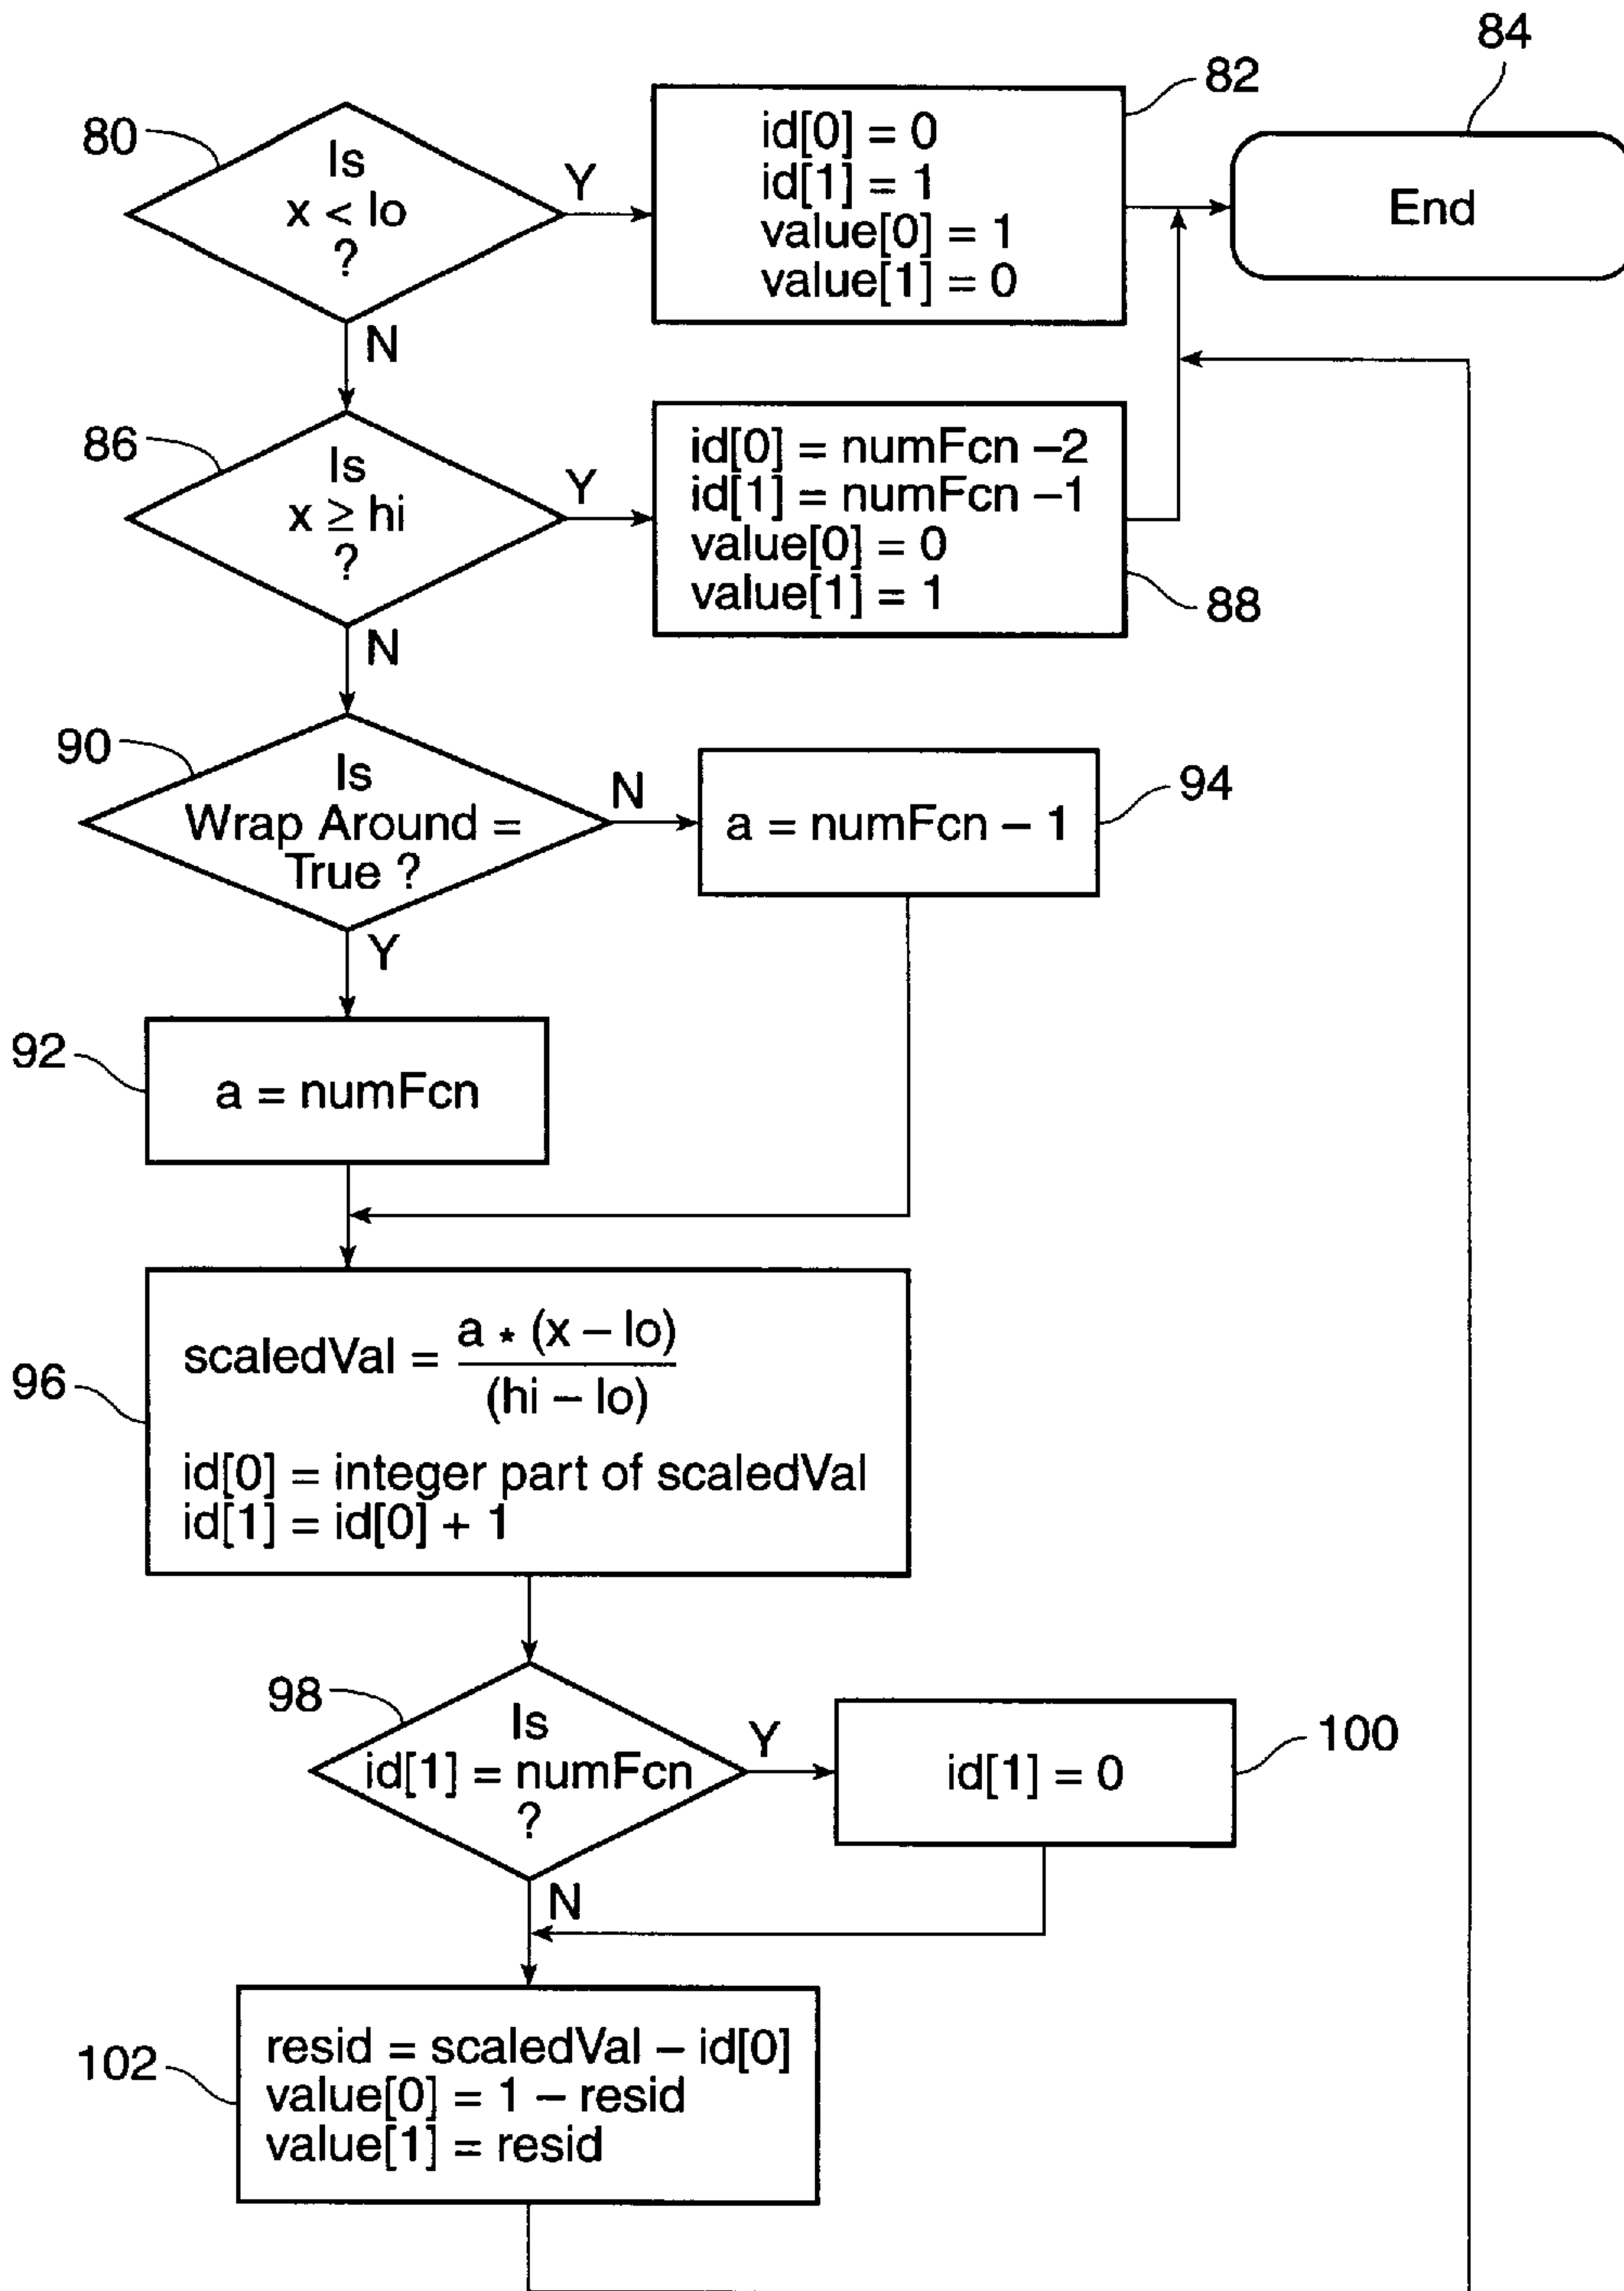 84
82
id[0] = 0
id[1] = 1
value[0] = 1
value[1] = 0
End
80
Is
x < lo
?
Y
N
86
Is
x ≥ hi
?
Y
N
id[0] = numFcn –2
id[1] = numFcn –1
value[0] = 0
value[1] = 1
88
90
Is
Wrap Around =
True ?
N
Y
a = numFcn – 1
94
92
a = numFcn
96
scaledVal = a * (x – lo)
(hi – lo)
id[0] = integer part of scaledVal
id[1] = id[0] + 1
98
Is
id[1] = numFcn
?
Y
N
id[1] = 0
100
102
resid = scaledVal – id[0]
value[0] = 1 – resid
value[1] = resid